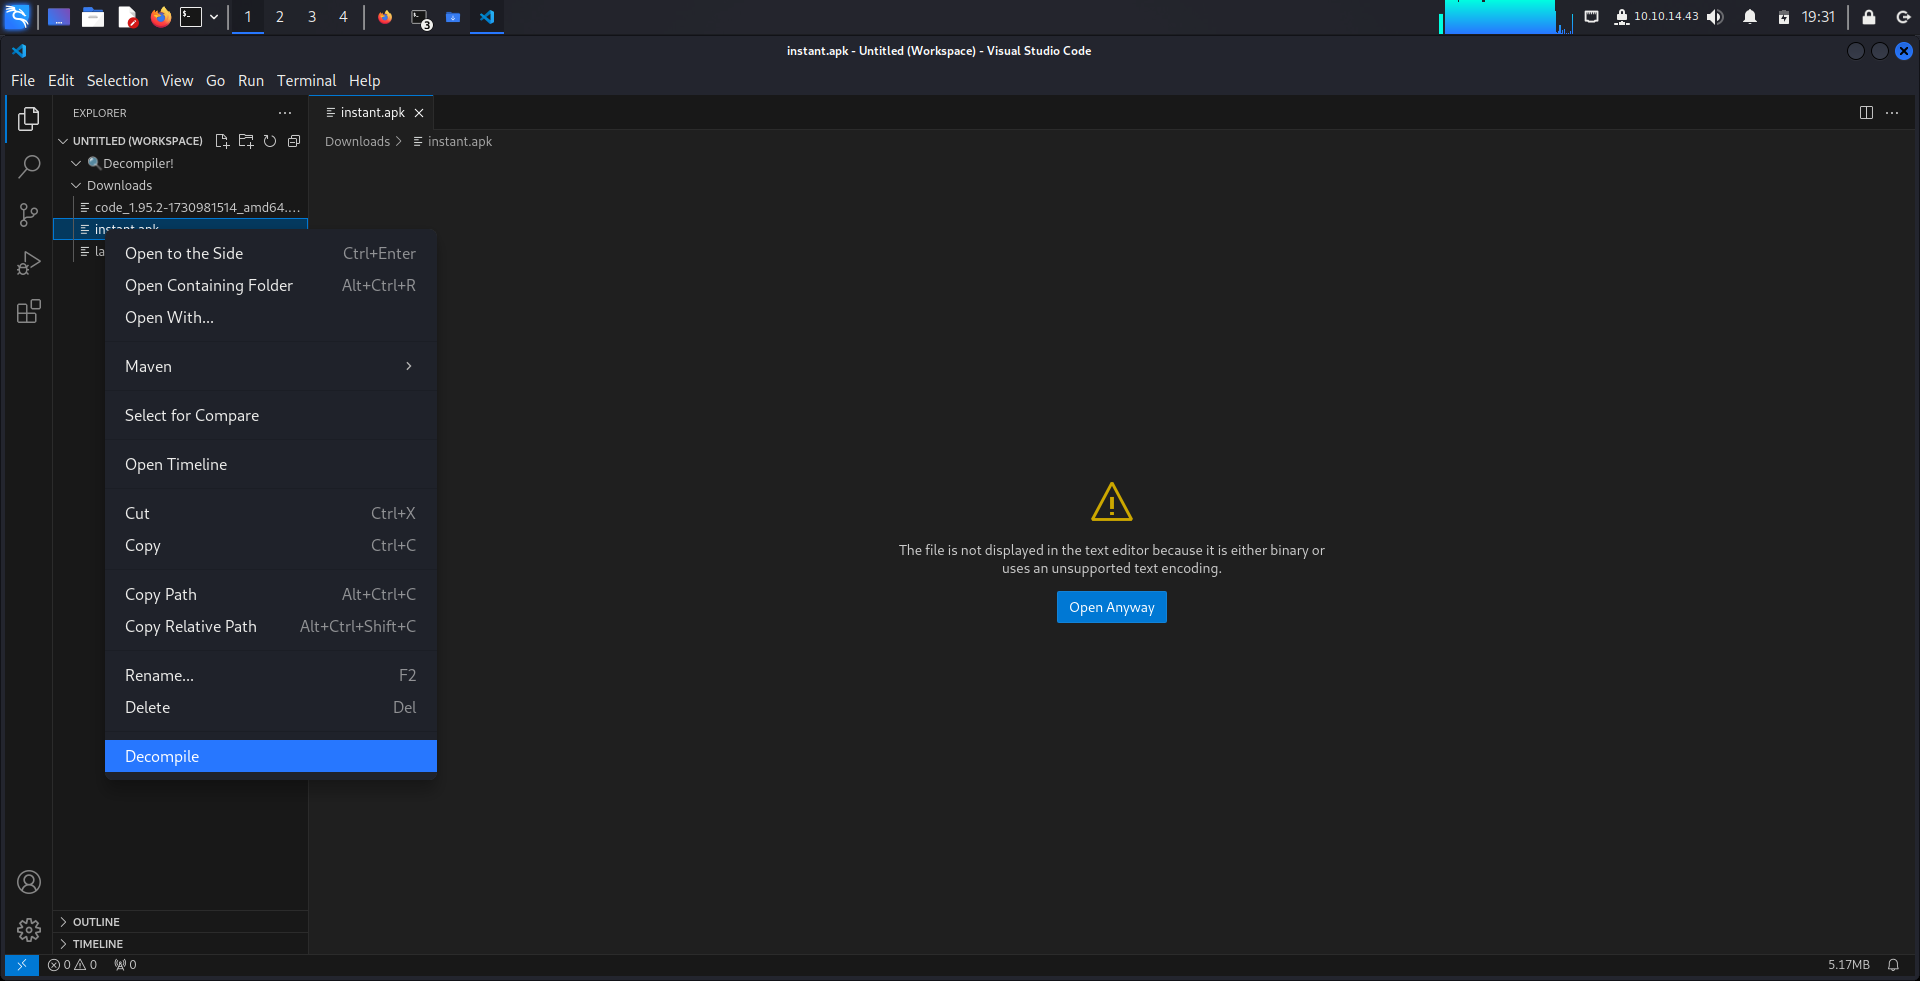 1 2 3 4
3
10.10.14.43
19:31
instant.apk - Untitled (Workspace) - Visual Studio Code
File Edit Selection View Go Run Terminal Help
EXPLORER
instant.apk
UNTITLED (WORKSPACE)
Downloads > instant.apk
🔍Decompiler!
Downloads
code_1.95.2-1730981514_amd64....
instant.apk
la
Open to the Side Ctrl+Enter
Open Containing Folder Alt+Ctrl+R
Open With...
Maven
Select for Compare
Open Timeline
Cut Ctrl+X
Copy Ctrl+C
Copy Path Alt+Ctrl+C
Copy Relative Path Alt+Ctrl+Shift+C
Rename... F2
Delete Del
Decompile
The file is not displayed in the text editor because it is either binary or
uses an unsupported text encoding.
Open Anyway
OUTLINE
TIMELINE
0 0 0
5.17MB